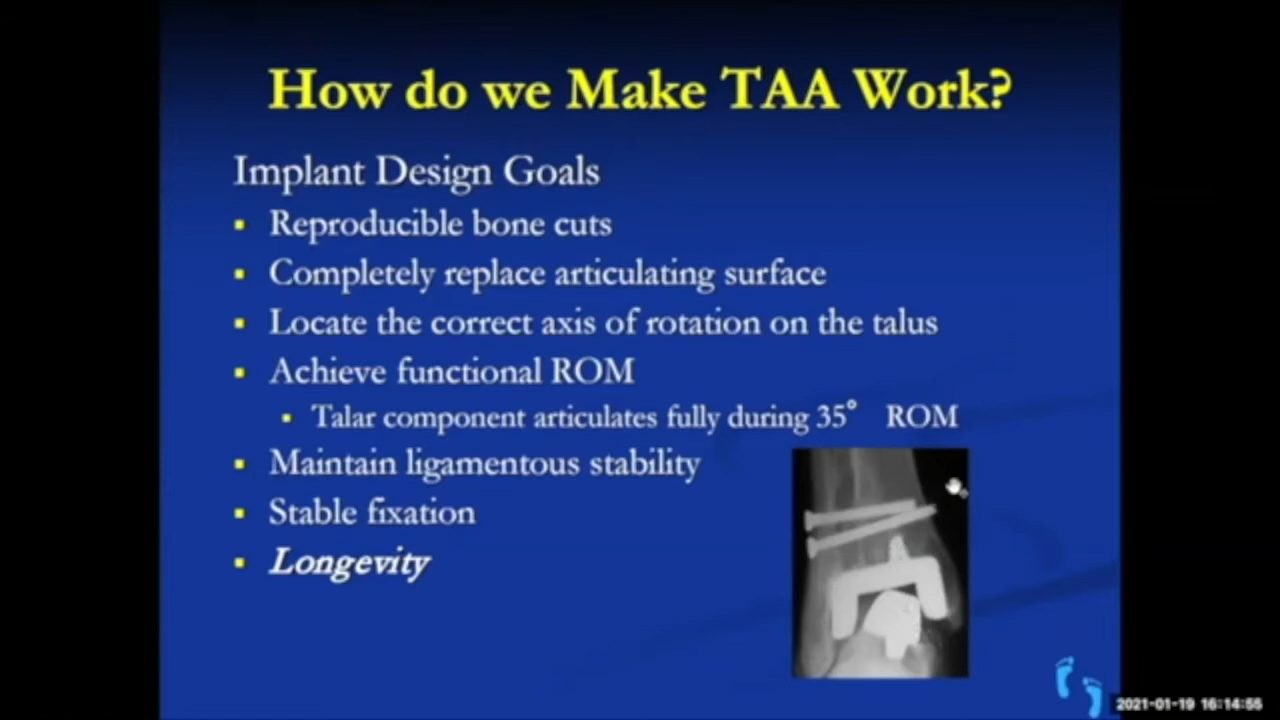 How do we Make TAA Work?
Implant Design Goals
Reproducible bone cuts
Completely replace articulating surface
Locate the correct axis of rotation on the talus
Achieve functional ROM
Talar component articulates fully during 35° ROM
Maintain ligamentous stability
Stable fixation
Longevity
2021-01-19 16:14:55